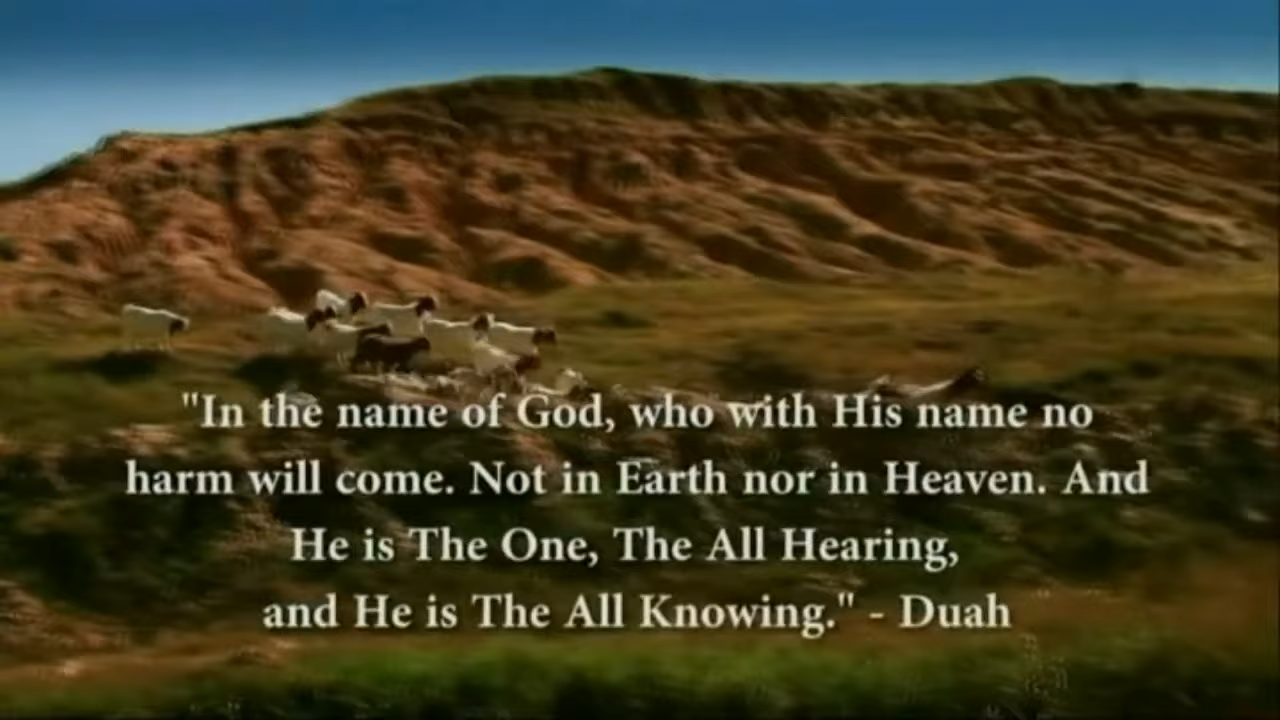 "In the name of God, who with His name no
harm will come. Not in Earth nor in Heaven. And
He is The One, The All Hearing,
and He is The All Knowing." - Duah